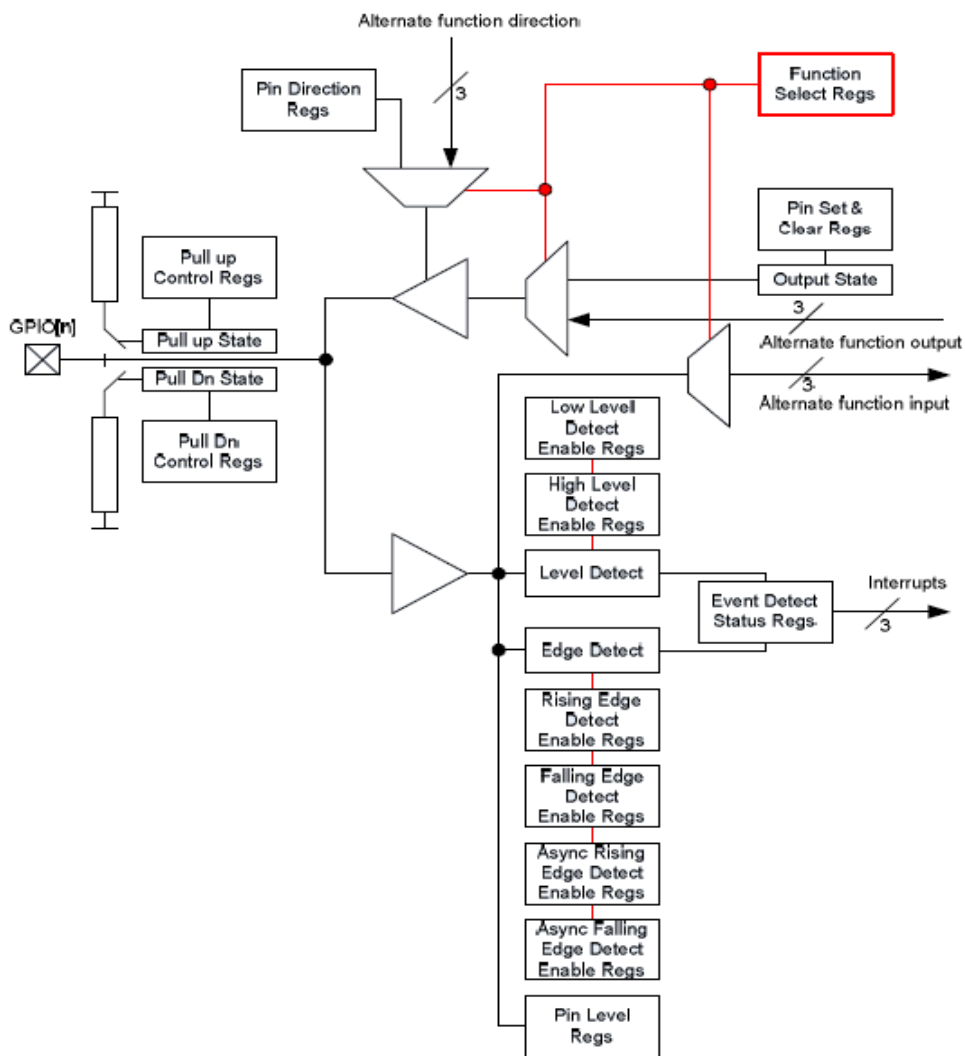 Alternate function direction
3
Pin Direction
Regs
Function
Select Regs
Pin Set &
Clear Regs
Output State
Pull up
Control Regs
GPIO[n]
Pull up State
Pull Dn State
Pull Dn
Control Regs
3
Alternate function output
3
Alternate function input
Low Level
Detect
Enable Regs
High Level
Detect
Enable Regs
Level Detect
Event Detect
Status Regs
Interrupts
3
Edge Detect
Rising Edge
Detect
Enable Regs
Falling Edge
Detect
Enable Regs
Async Rising
Edge Detect
Enable Regs
Async Falling
Edge Detect
Enable Regs
Pin Level
Regs